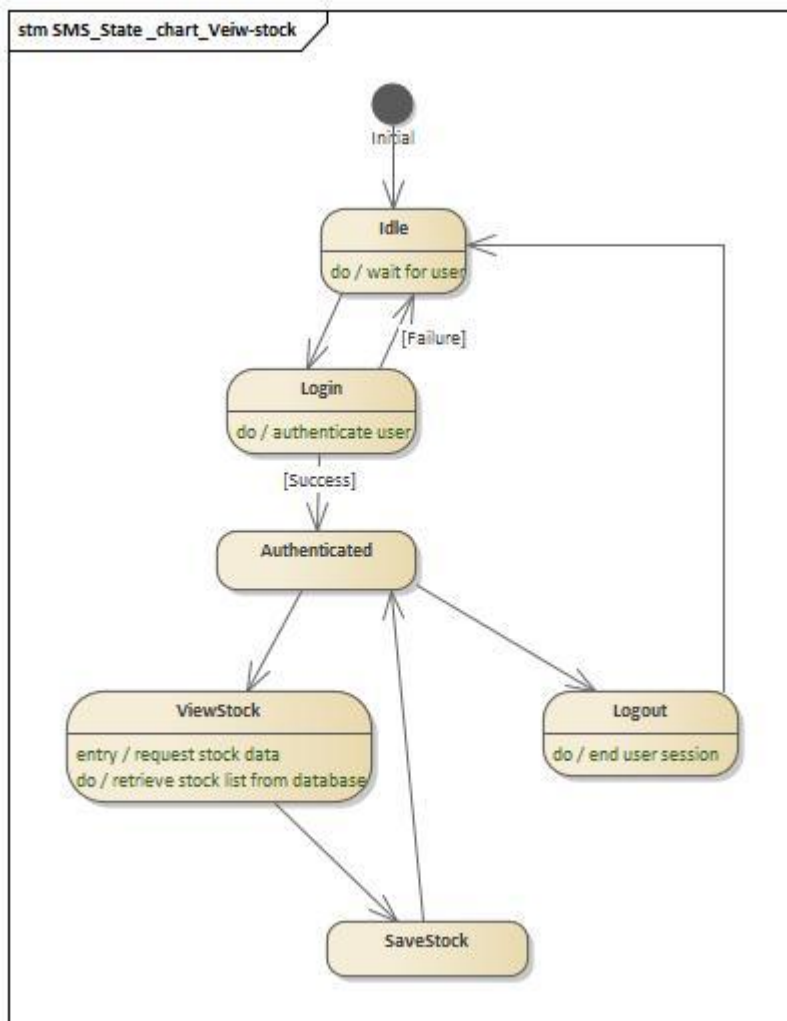 stm SMS_State _chart_Veiw-stock
Initial
Idle
do / wait for user
[Failure]
Login
do / authenticate user
[Success]
Authenticated
ViewStock
entry / request stock data
do / retrieve stock list from database
Logout
do / end user session
SaveStock